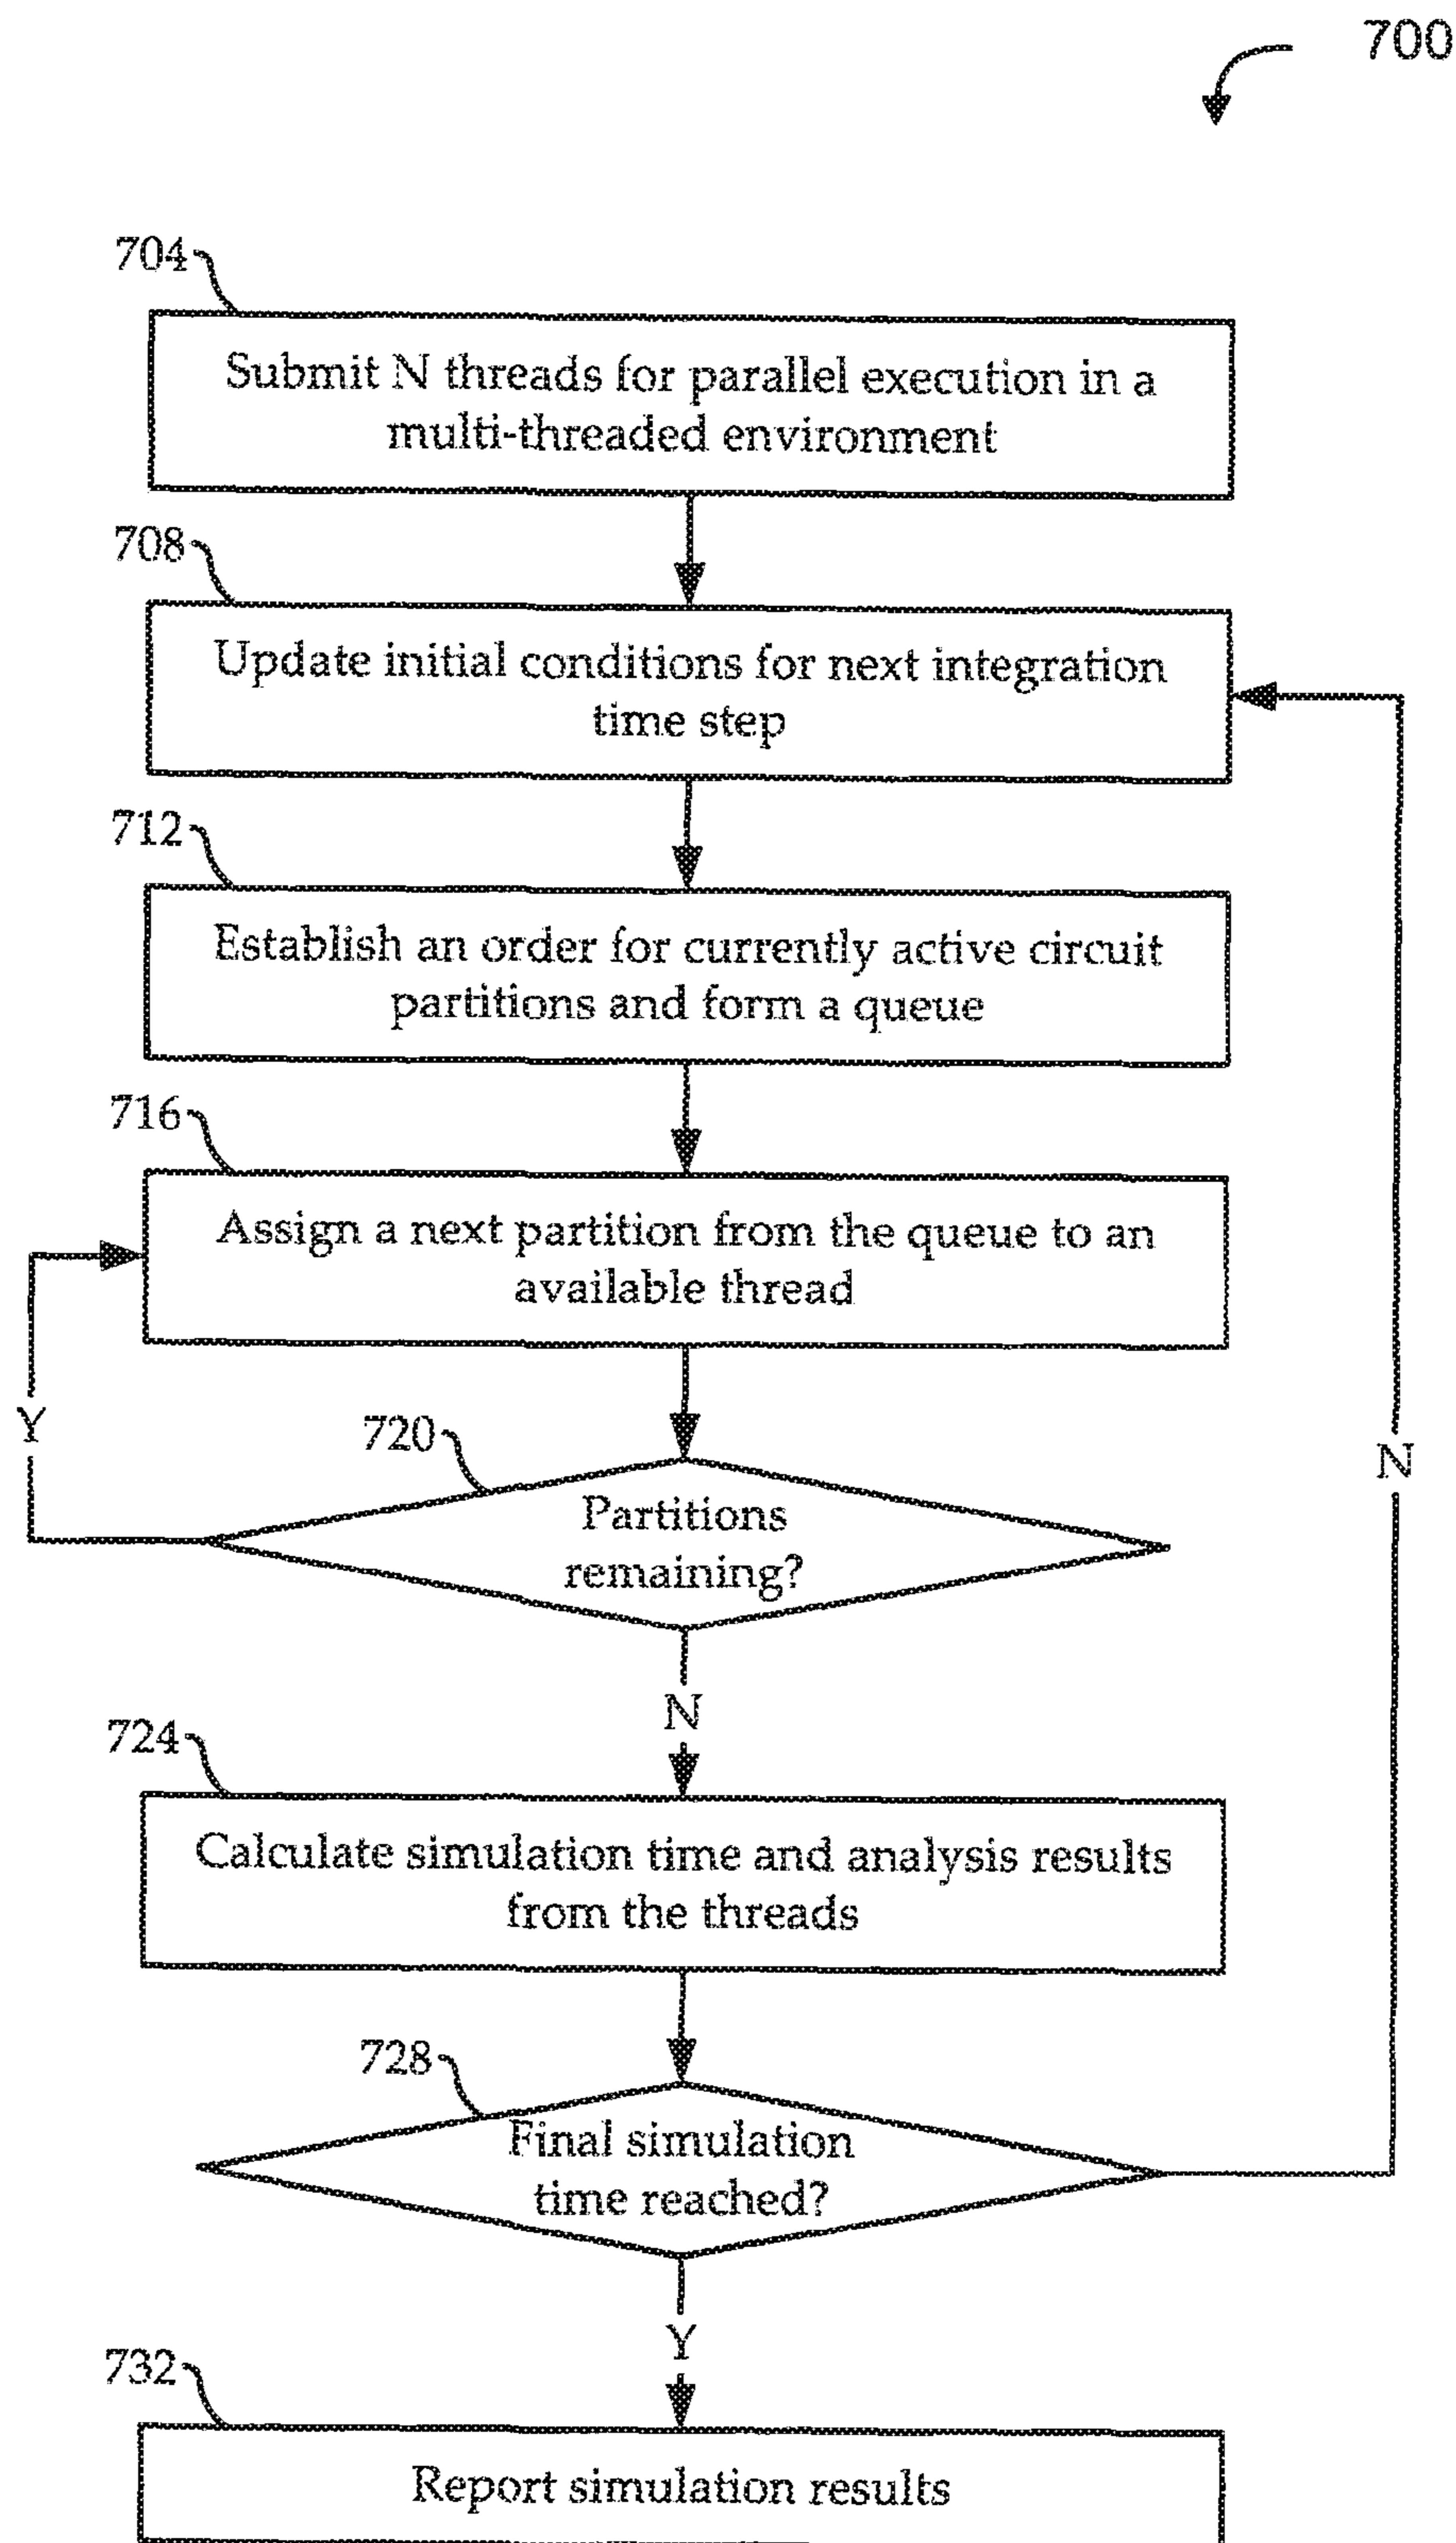 700
704
Submit N threads for parallel execution in a
multi-threaded environment
708
Update initial conditions for next integration
time step
712
Establish an order for currently active circuit
partitions and form a queue
716
Assign a next partition from the queue to an
available thread
Y
720
Partitions
remaining?
N
N
724
Calculate simulation time and analysis results
from the threads
728
Final simulation
time reached?
Y
732
Report simulation results